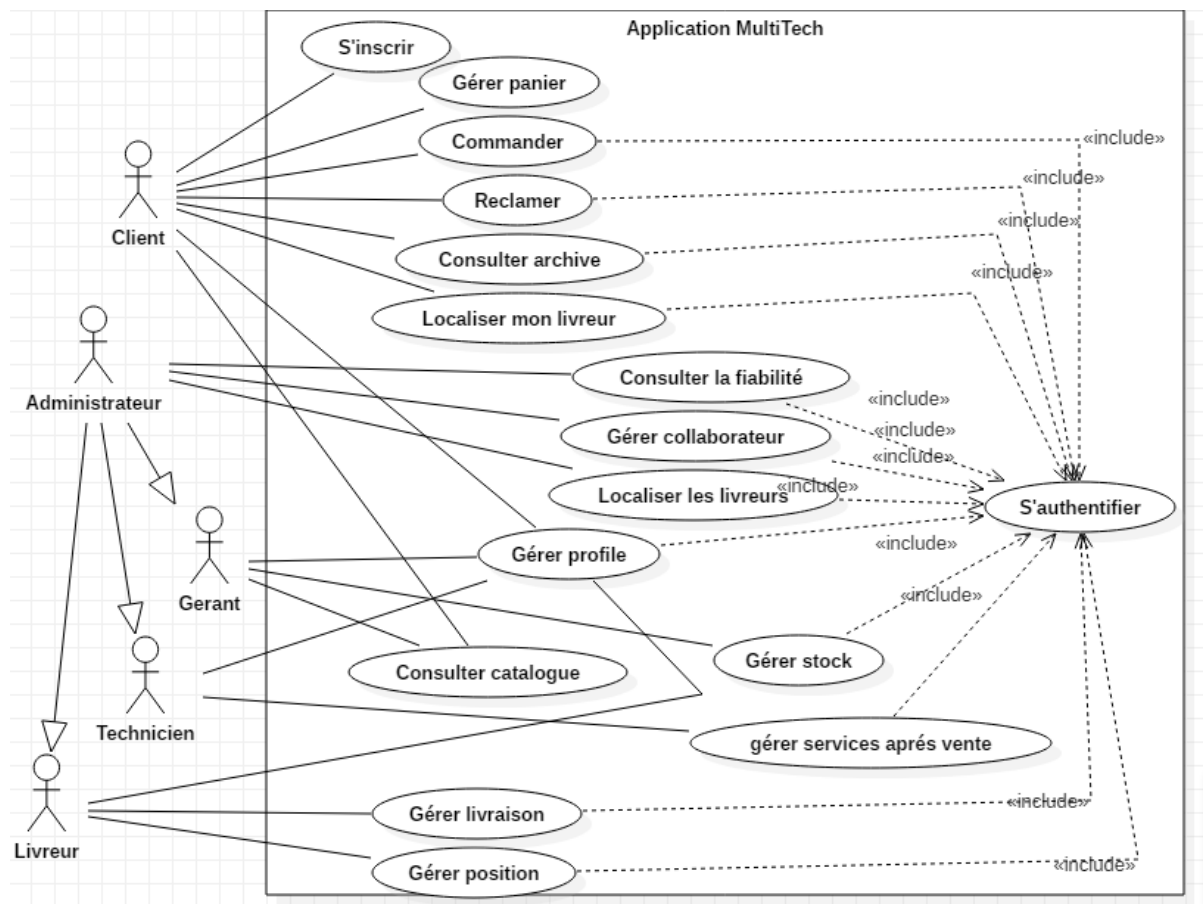 Application MultiTech
S'inscrir
Gérer panier
Commander
«include»
Reclamer
«include»
Client
Consulter archive
«include»
Localiser mon livreur
«include»
Administrateur
Consulter la fiabilité
«include»
Gérer collaborateur
«include»
«include»
Localiser les livreurs
«include»
S'authentifier
Gérer profile
«include»
Gerant
«include»
Consulter catalogue
Gérer stock
Technicien
gérer services aprés vente
Livreur
Gérer livraison
«include»
Gérer position
«include»